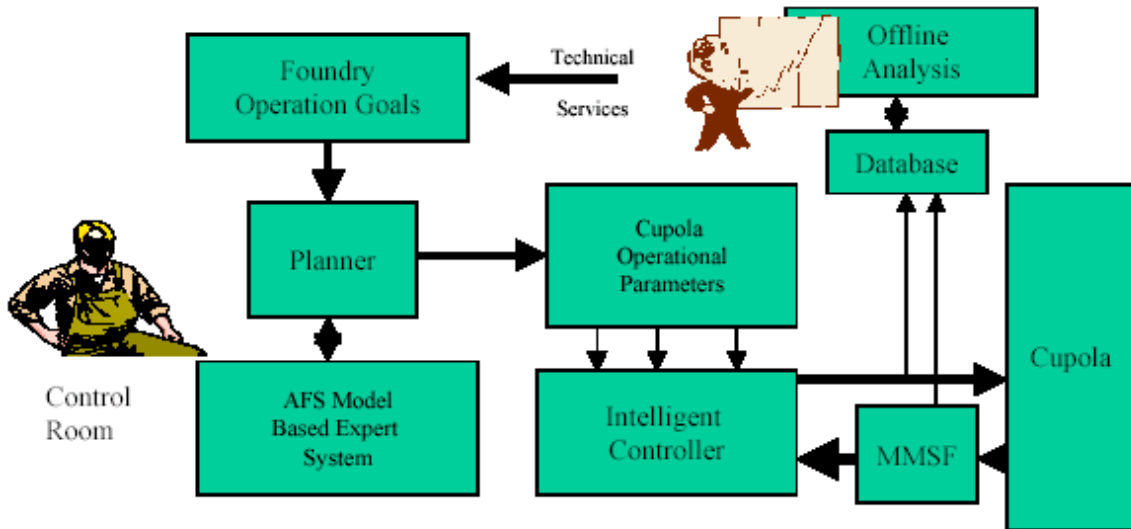 Foundry
Operation Goals
Technical
Services
Offline
Analysis
Database
Planner
Cupola
Operational
Parameters
Cupola
Control
Room
AFS Model
Based Expert
System
Intelligent
Controller
MMSF